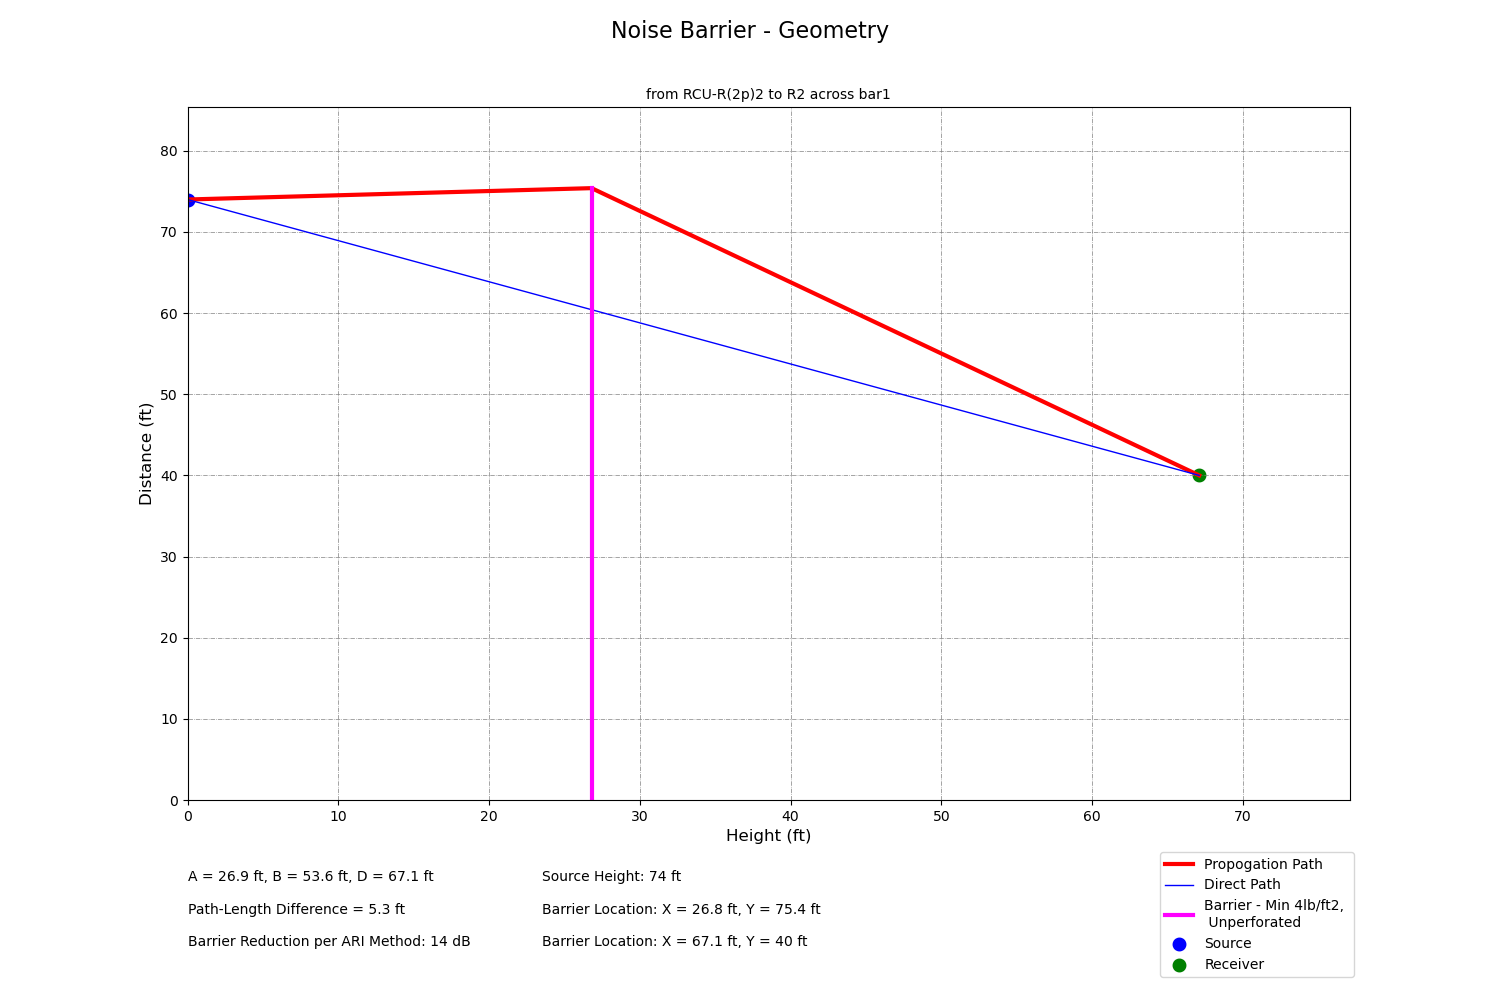 Noise Barrier - Geometry
from RCU-R(2p)2 to R2 across bar1
80
70
60
50
40
30
20
10
0
Distance (ft)
0 10 20 30 40 50 60 70
Height (ft)
A = 26.9 ft, B = 53.6 ft, D = 67.1 ft
Path-Length Difference = 5.3 ft
Barrier Reduction per ARI Method: 14 dB
Source Height: 74 ft
Barrier Location: X = 26.8 ft, Y = 75.4 ft
Barrier Location: X = 67.1 ft, Y = 40 ft
Propogation Path
Direct Path
Barrier - Min 4lb/ft2,
Unperforated
Source
Receiver